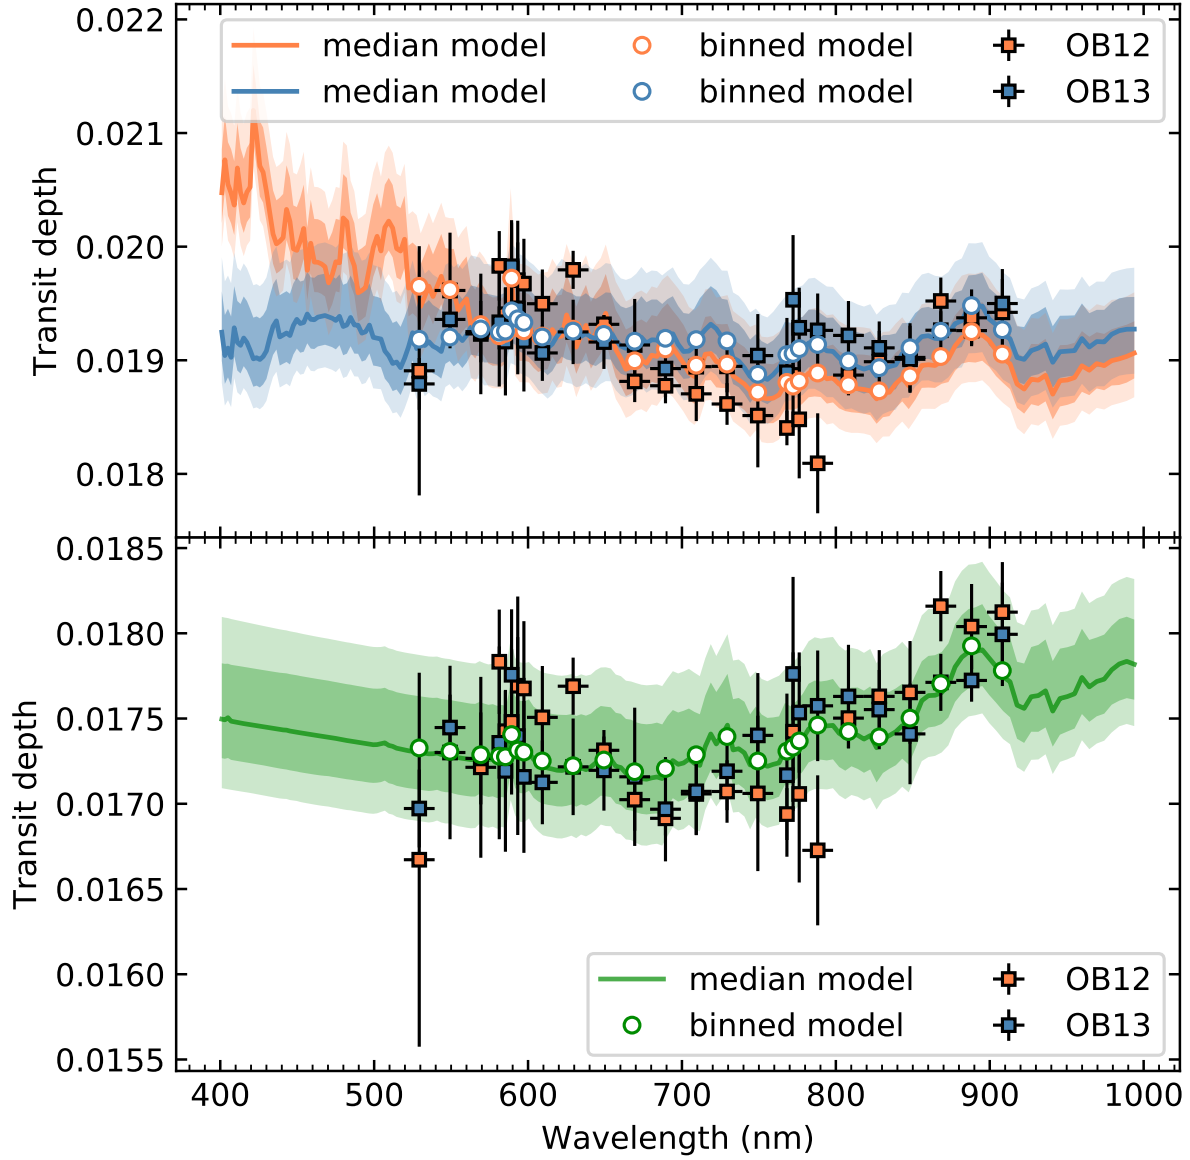 0.022
median model binned model OB12
median model binned model OB13
0.021
0.020
0.019
0.018
Transit depth
0.0185
0.0180
0.0175
0.0170
0.0165
0.0160
0.0155
Transit depth
median model OB12
binned model OB13
400 500 600 700 800 900 1000
Wavelength (nm)